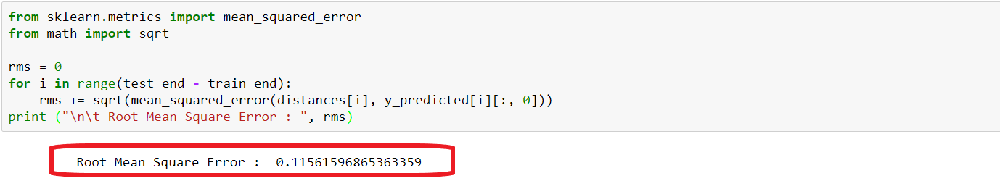 from sklearn.metrics import mean_squared_error
from math import sqrt
rms = 0
for i in range(test_end - train_end):
    rms += sqrt(mean_squared_error(distances[i], y_predicted[i][:, 0]))
print ("\n\t Root Mean Square Error : ", rms)
Root Mean Square Error :  0.11561596865363359